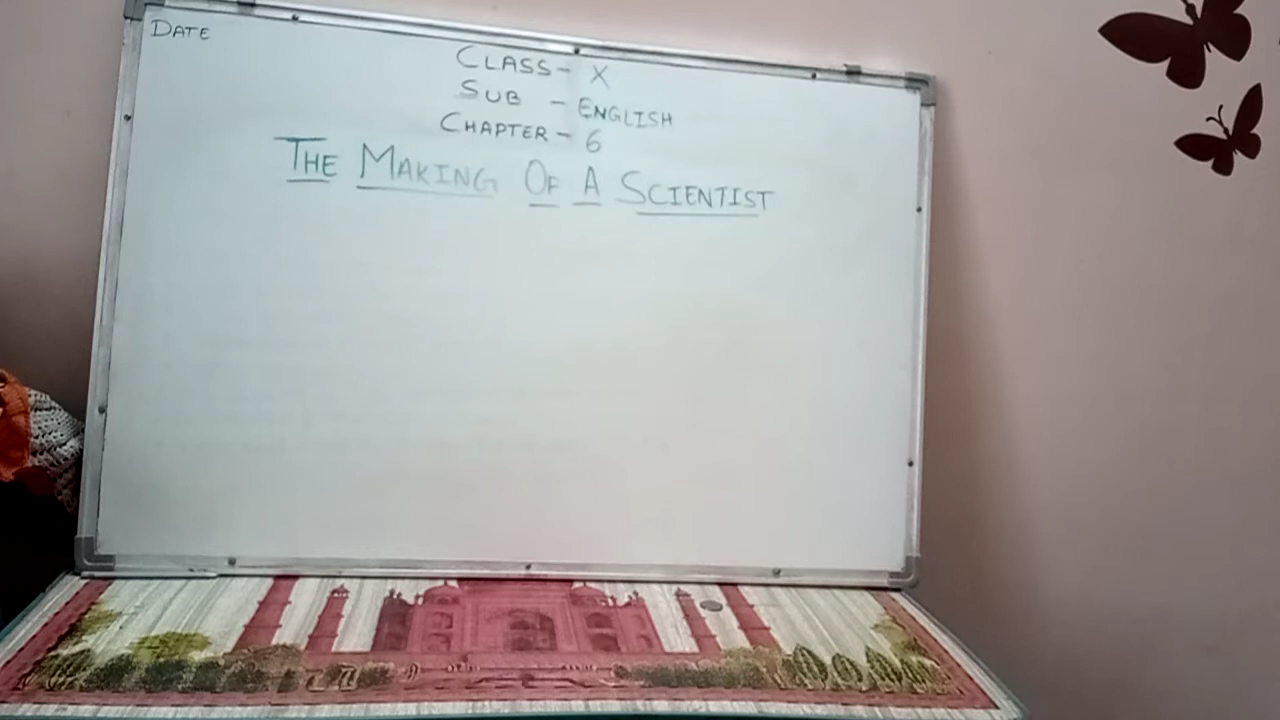 DATE
CLASS- X
SUB - ENGLISH
CHAPTER - 6
THE MAKING OF A SCIENTIST